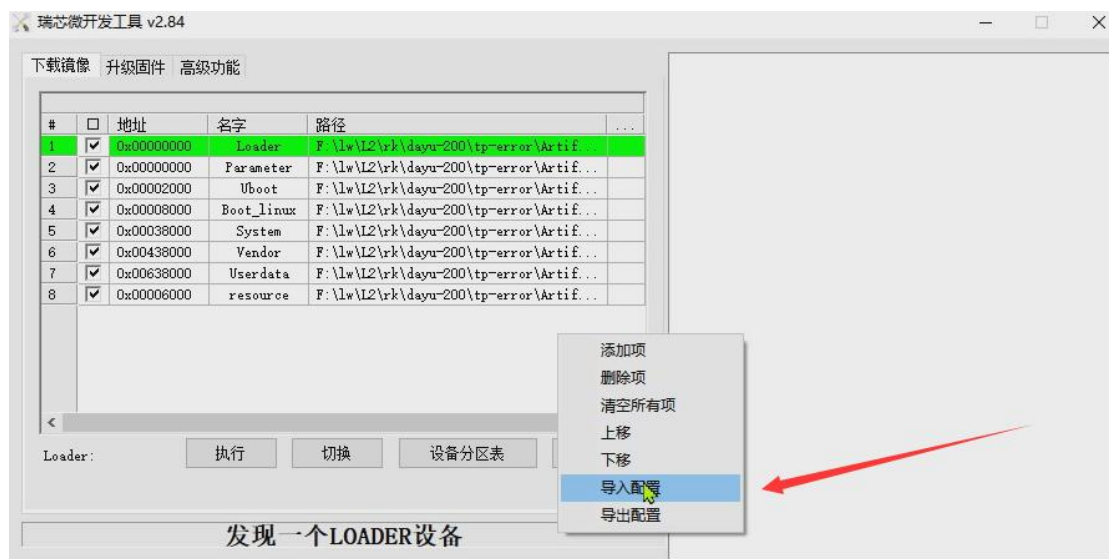 瑞芯微开发工具 v2.84
下载镜像 升级固件 高级功能
# 地址 名字 路径 ...
1 0x00000000 Loader F:\lw\L2\rk\dayu-200\tp-error\Artif...
2 0x00000000 Parameter F:\lw\L2\rk\dayu-200\tp-error\Artif...
3 0x00002000 Uboot F:\lw\L2\rk\dayu-200\tp-error\Artif...
4 0x00008000 Boot_linux F:\lw\L2\rk\dayu-200\tp-error\Artif...
5 0x00038000 System F:\lw\L2\rk\dayu-200\tp-error\Artif...
6 0x00438000 Vendor F:\lw\L2\rk\dayu-200\tp-error\Artif...
7 0x00638000 Userdata F:\lw\L2\rk\dayu-200\tp-error\Artif...
8 0x00006000 resource F:\lw\L2\rk\dayu-200\tp-error\Artif...
添加项
删除项
清空所有项
上移
下移
导入配置
导出配置
Loader: 执行 切换 设备分区表
发现一个LOADER设备